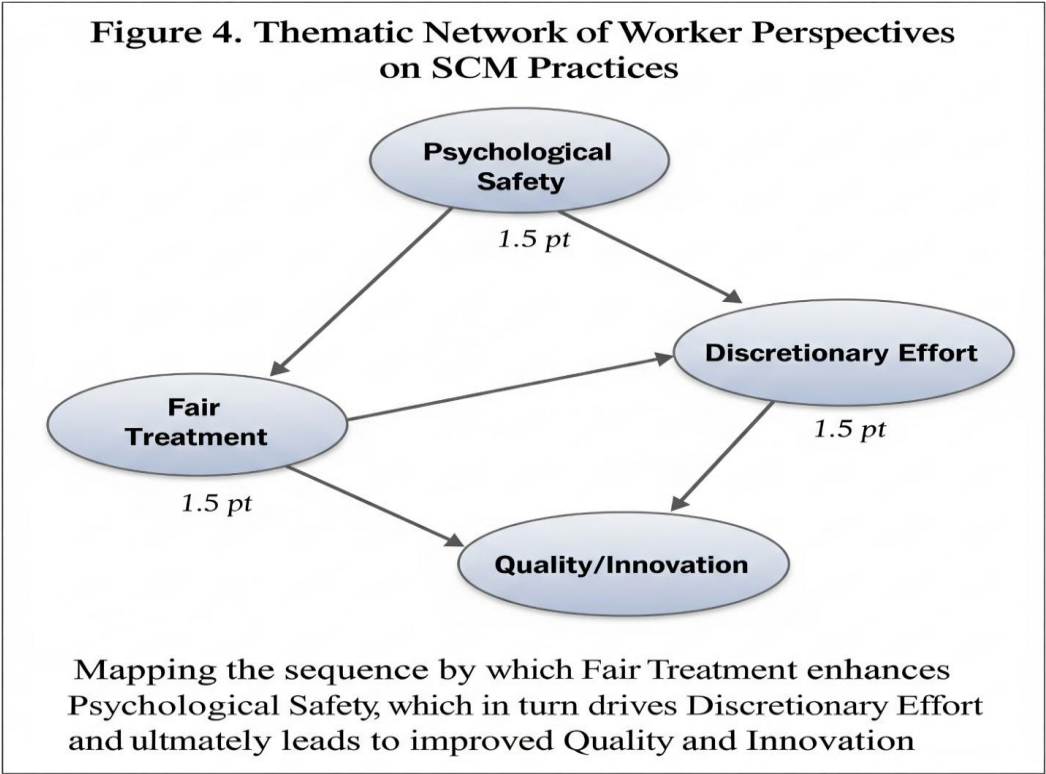 Figure 4. Thematic Network of Worker Perspectives
on SCM Practices
Psychological
Safety
1.5 pt
Discretionary Effort
1.5 pt
Fair
Treatment
1.5 pt
Quality/Innovation
Mapping the sequence by which Fair Treatment enhances
Psychological Safety, which in turn drives Discretionary Effort
and ultmately leads to improved Quality and Innovation